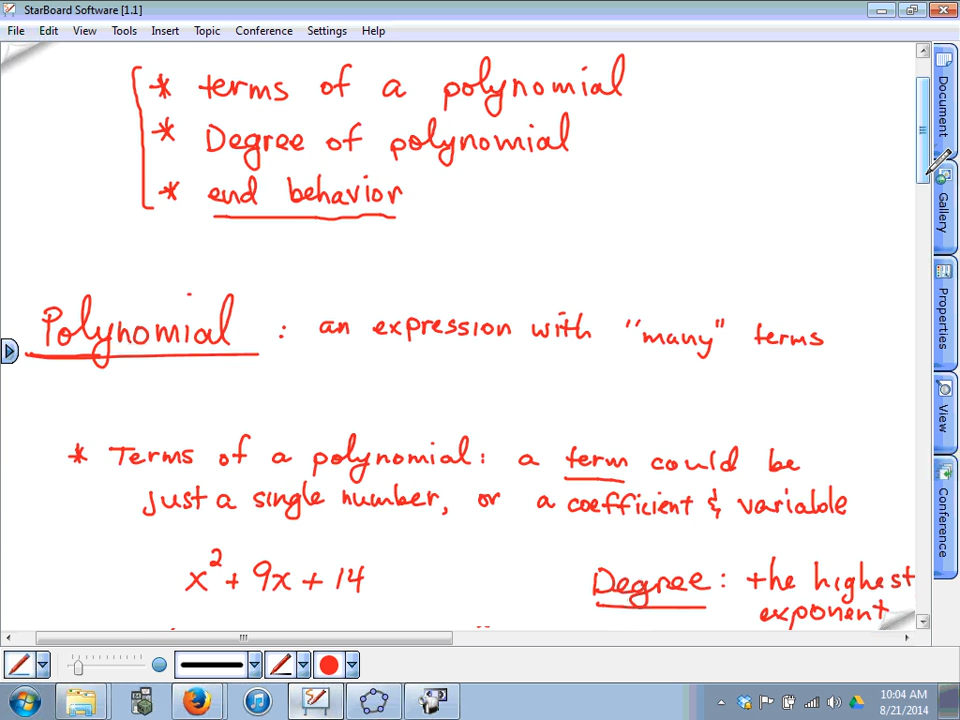 StarBoard Software [1.1]
File Edit View Tools Insert Topic Conference Settings Help
* terms of a polynomial
* Degree of polynomial
* end behavior
Polynomial : an expression with "many" terms
* Terms of a polynomial: a term could be
just a single number, or a coefficient & variable
x² + 9x + 14
Degree : the highest
exponent
Document
Gallery
Properties
View
Conference
10:04 AM
8/21/2014